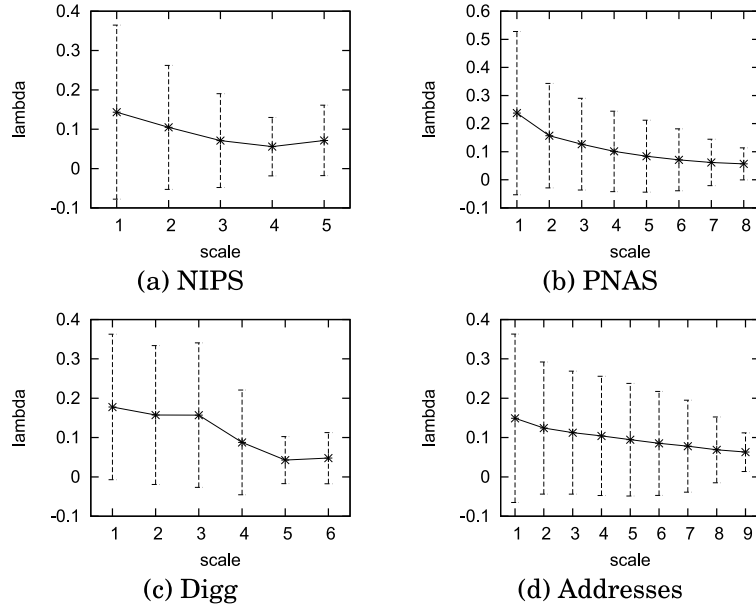 0.4
0.3
0.2
0.1
0
-0.1
lambda
1 2 3 4 5
scale
(a) NIPS
0.6
0.5
0.4
0.3
0.2
0.1
0
-0.1
lambda
1 2 3 4 5 6 7 8
scale
(b) PNAS
0.4
0.3
0.2
0.1
0
-0.1
lambda
1 2 3 4 5 6
scale
(c) Digg
0.4
0.3
0.2
0.1
0
-0.1
lambda
1 2 3 4 5 6 7 8 9
scale
(d) Addresses